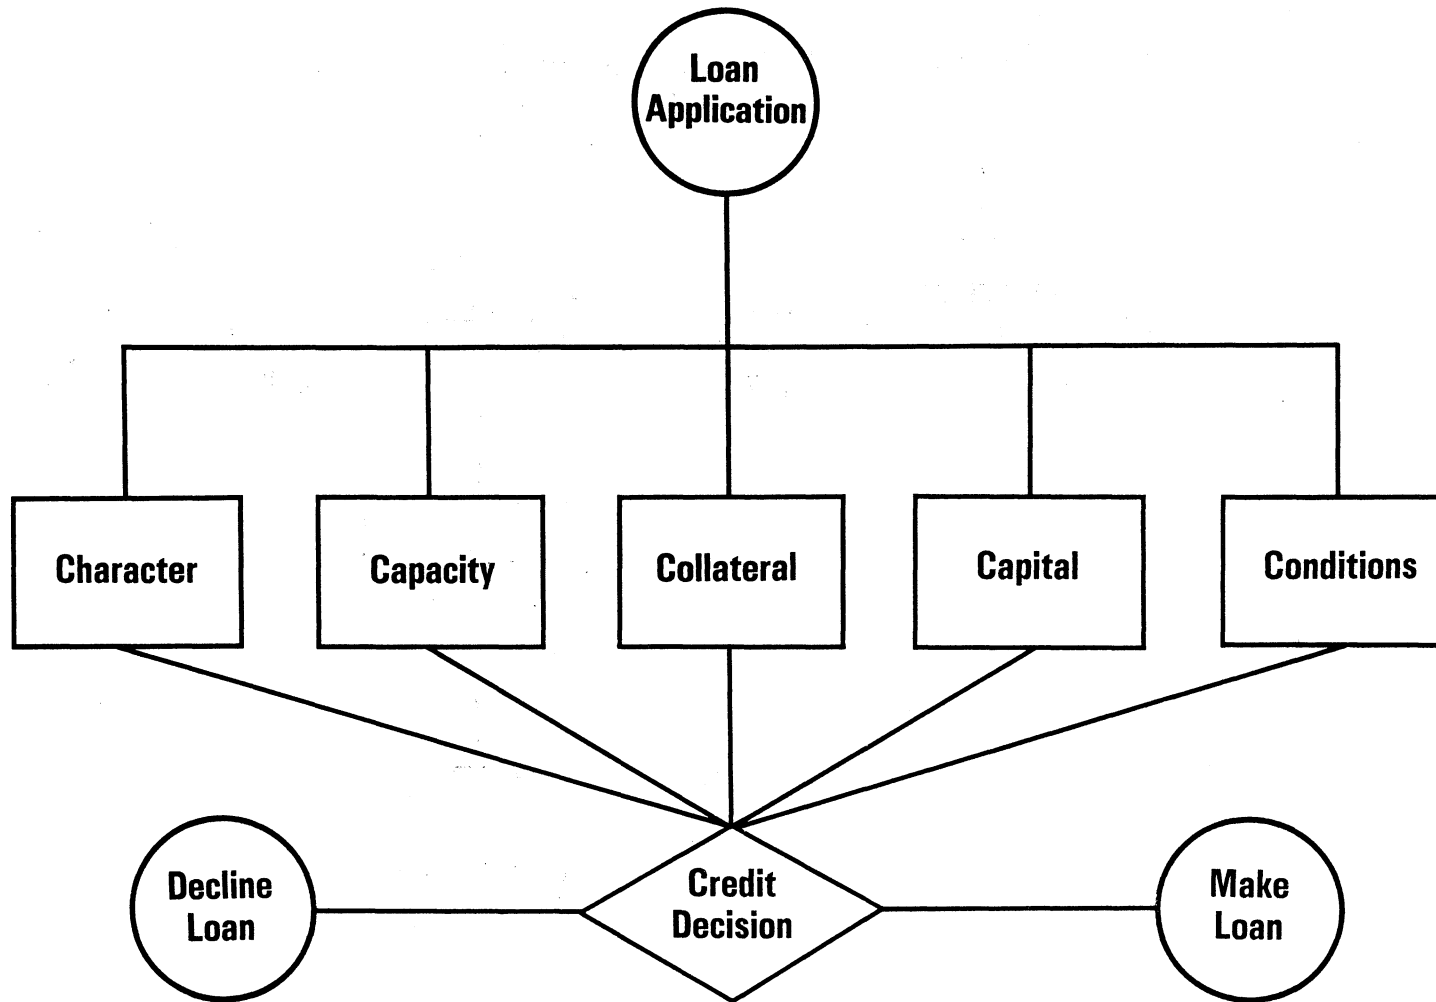 Loan
Application
Character
Capacity
Collateral
Capital
Conditions
Decline
Loan
Credit
Decision
Make
Loan